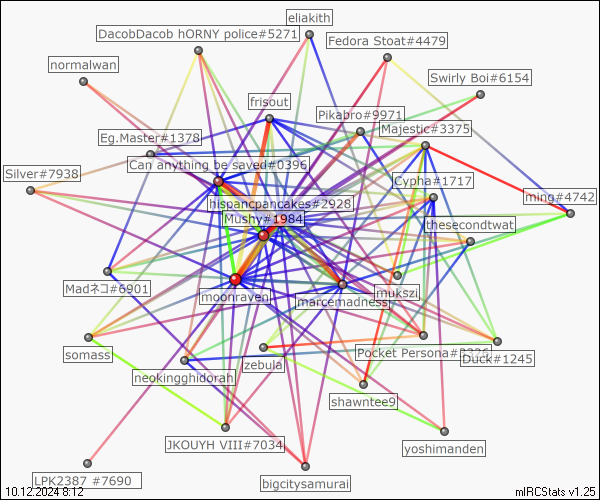 eliakith
DacobDacob hORNY police#5271
Fedora Stoat#4479
normalwan
Swirly Boi#6154
frisout
Pikabro#9971
Majestic#3375
Eg.Master#1378
Can anything be saved#0396
Silver#7938
Cypha#1717
ming#4742
hispancpancakes#2928
Mushy#1984
thesecondtwat
Madネコ#6901
moonraven
marcemadness
mukszi
somass
Pocket Persona#
Duck#1245
zebula
neokingghidorah
shawntee9
JKOUYH VIII#7034
yoshimanden
LPK2387 #7690
bigcitysamurai
10.12.2024 8:12
mIRCStats v1.25